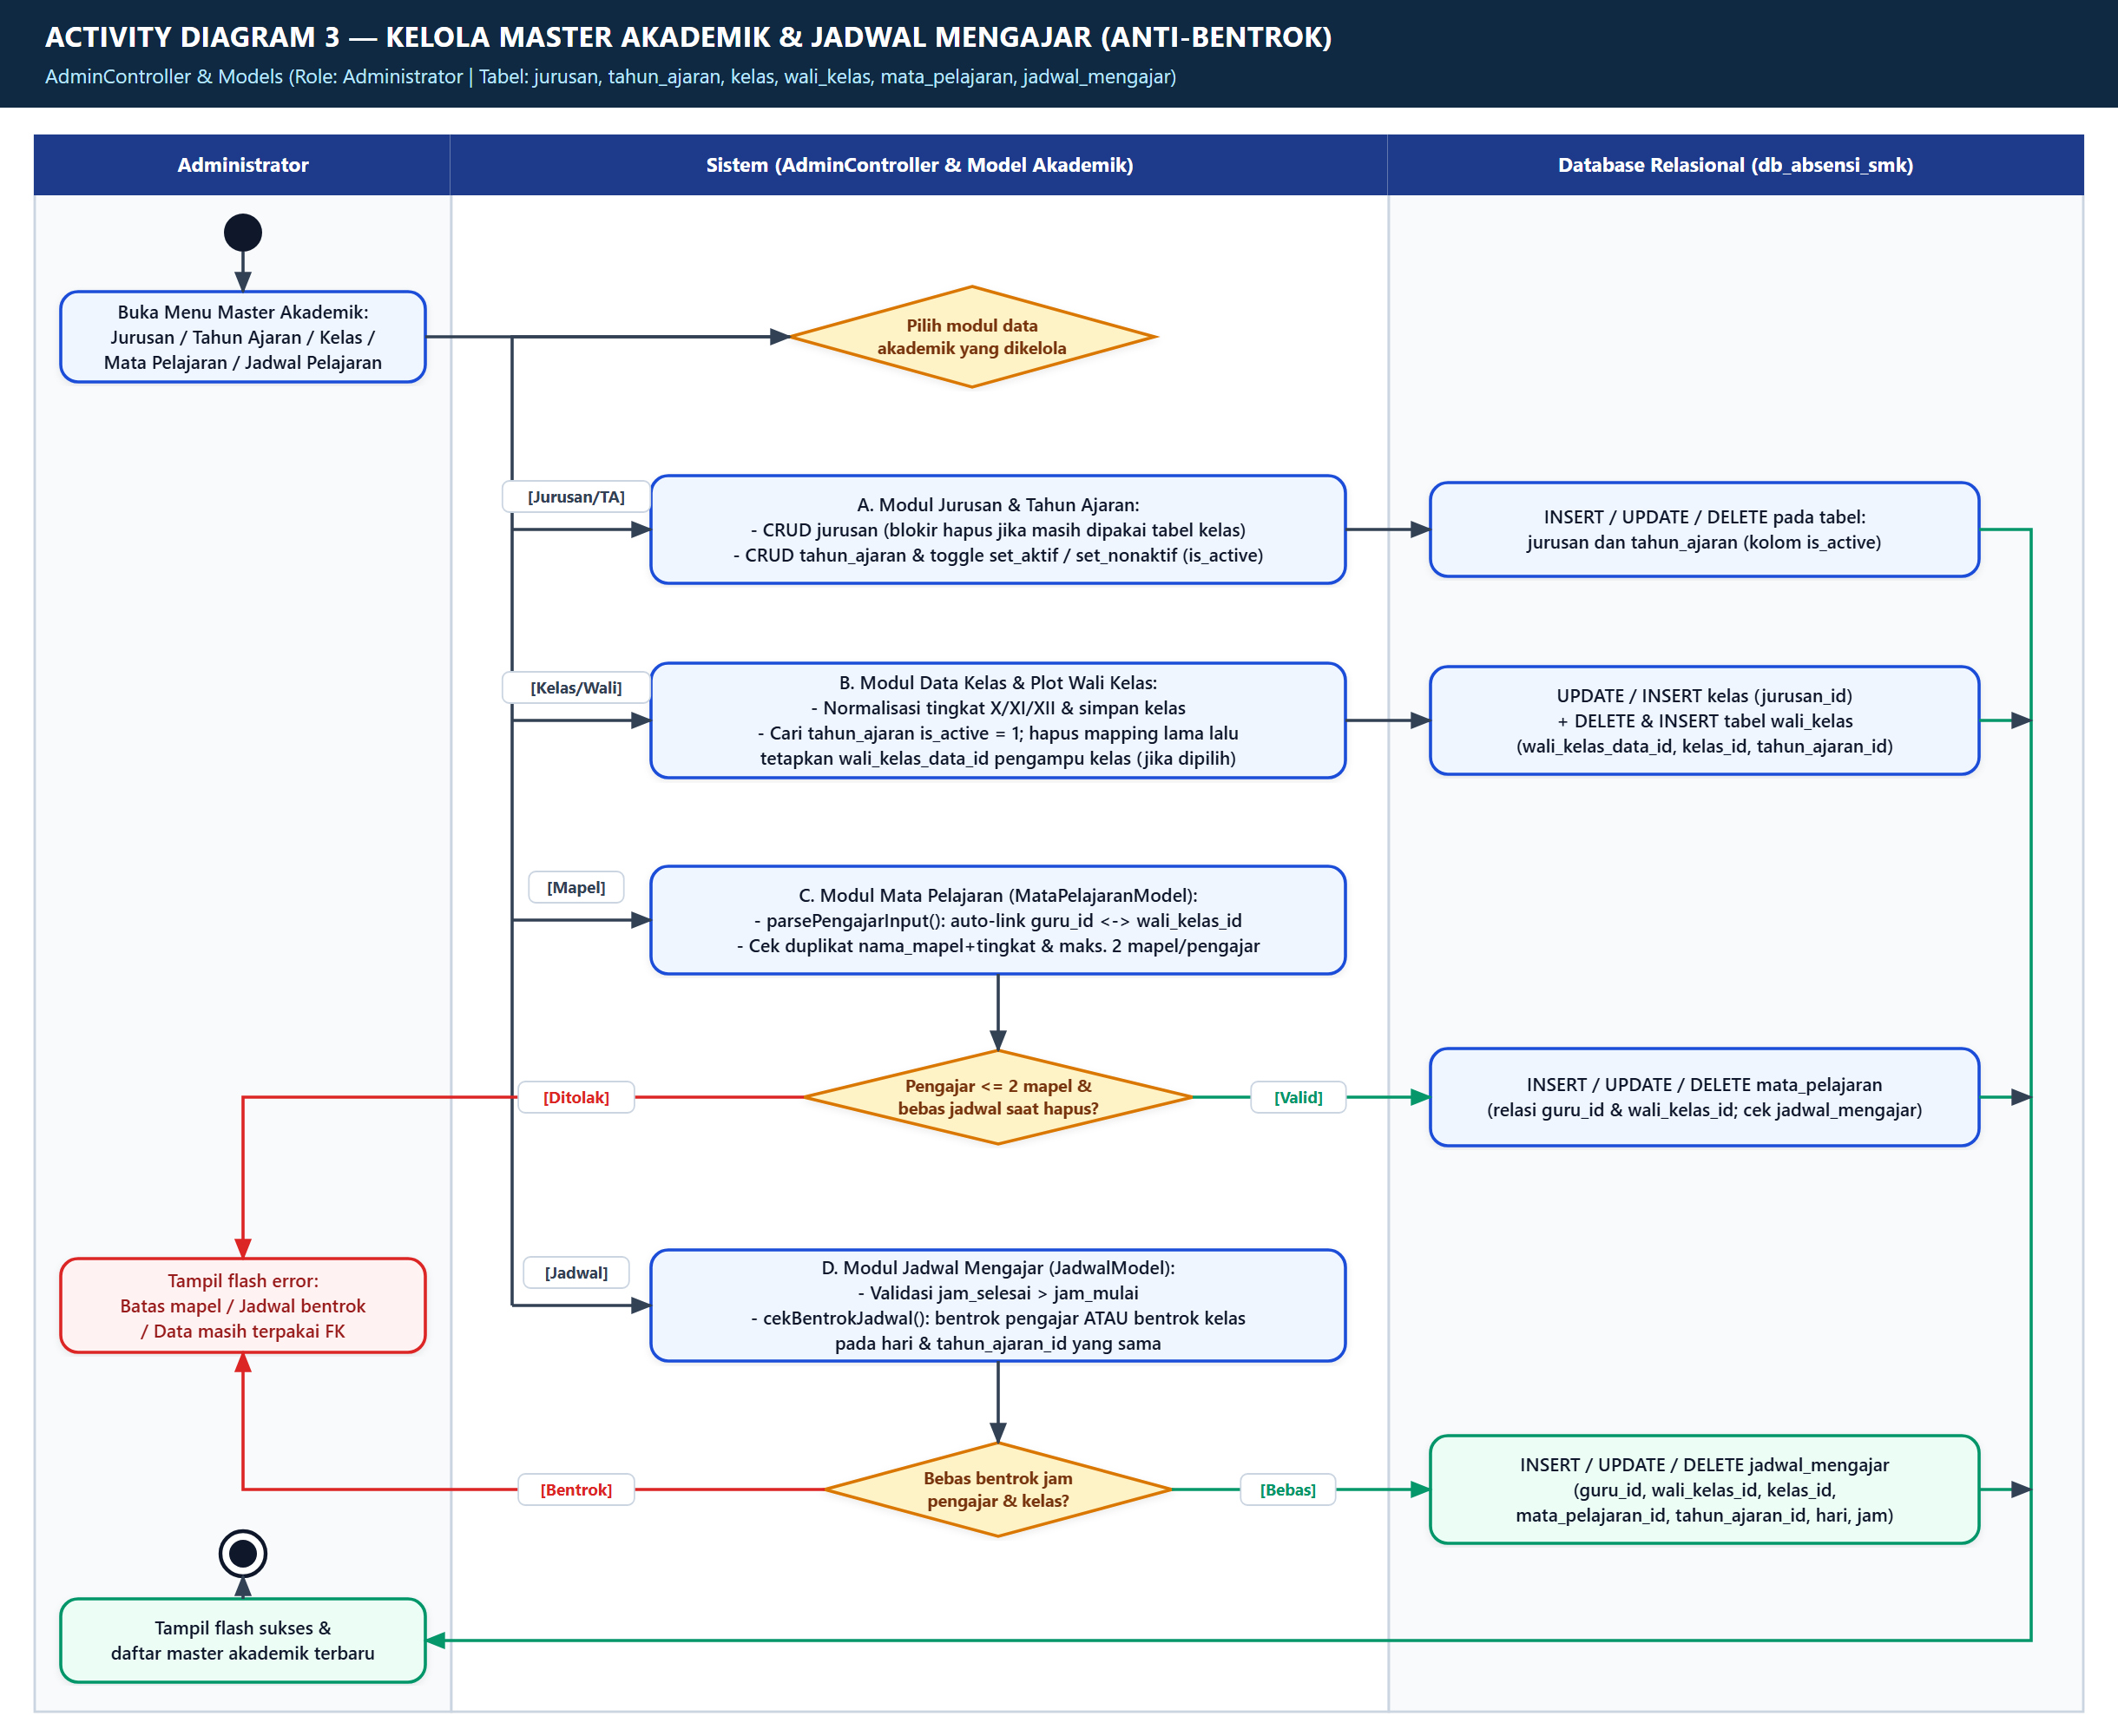 ACTIVITY DIAGRAM 3 — KELOLA MASTER AKADEMIK & JADWAL MENGAJAR (ANTI-BENTROK)
AdminController & Models (Role: Administrator | Tabel: jurusan, tahun_ajaran, kelas, wali_kelas, mata_pelajaran, jadwal_mengajar)
Administrator
Sistem (AdminController & Model Akademik)
Database Relasional (db_absensi_smk)
Buka Menu Master Akademik:
Jurusan / Tahun Ajaran / Kelas /
Mata Pelajaran / Jadwal Pelajaran
Pilih modul data
akademik yang dikelola
[Jurusan/TA]
A. Modul Jurusan & Tahun Ajaran:
- CRUD jurusan (blokir hapus jika masih dipakai tabel kelas)
- CRUD tahun_ajaran & toggle set_aktif / set_nonaktif (is_active)
INSERT / UPDATE / DELETE pada tabel:
jurusan dan tahun_ajaran (kolom is_active)
[Kelas/Wali]
B. Modul Data Kelas & Plot Wali Kelas:
- Normalisasi tingkat X/XI/XII & simpan kelas
- Cari tahun_ajaran is_active = 1; hapus mapping lama lalu
tetapkan wali_kelas_data_id pengampu kelas (jika dipilih)
UPDATE / INSERT kelas (jurusan_id)
+ DELETE & INSERT tabel wali_kelas
(wali_kelas_data_id, kelas_id, tahun_ajaran_id)
[Mapel]
C. Modul Mata Pelajaran (MataPelajaranModel):
- parsePengajarInput(): auto-link guru_id <-> wali_kelas_id
- Cek duplikat nama_mapel+tingkat & maks. 2 mapel/pengajar
[Ditolak]
Pengajar <= 2 mapel &
bebas jadwal saat hapus?
[Valid]
INSERT / UPDATE / DELETE mata_pelajaran
(relasi guru_id & wali_kelas_id; cek jadwal_mengajar)
Tampil flash error:
Batas mapel / Jadwal bentrok
/ Data masih terpakai FK
[Jadwal]
D. Modul Jadwal Mengajar (JadwalModel):
- Validasi jam_selesai > jam_mulai
- cekBentrokJadwal(): bentrok pengajar ATAU bentrok kelas
pada hari & tahun_ajaran_id yang sama
[Bentrok]
Bebas bentrok jam
pengajar & kelas?
[Bebas]
INSERT / UPDATE / DELETE jadwal_mengajar
(guru_id, wali_kelas_id, kelas_id,
mata_pelajaran_id, tahun_ajaran_id, hari, jam)
Tampil flash sukses &
daftar master akademik terbaru